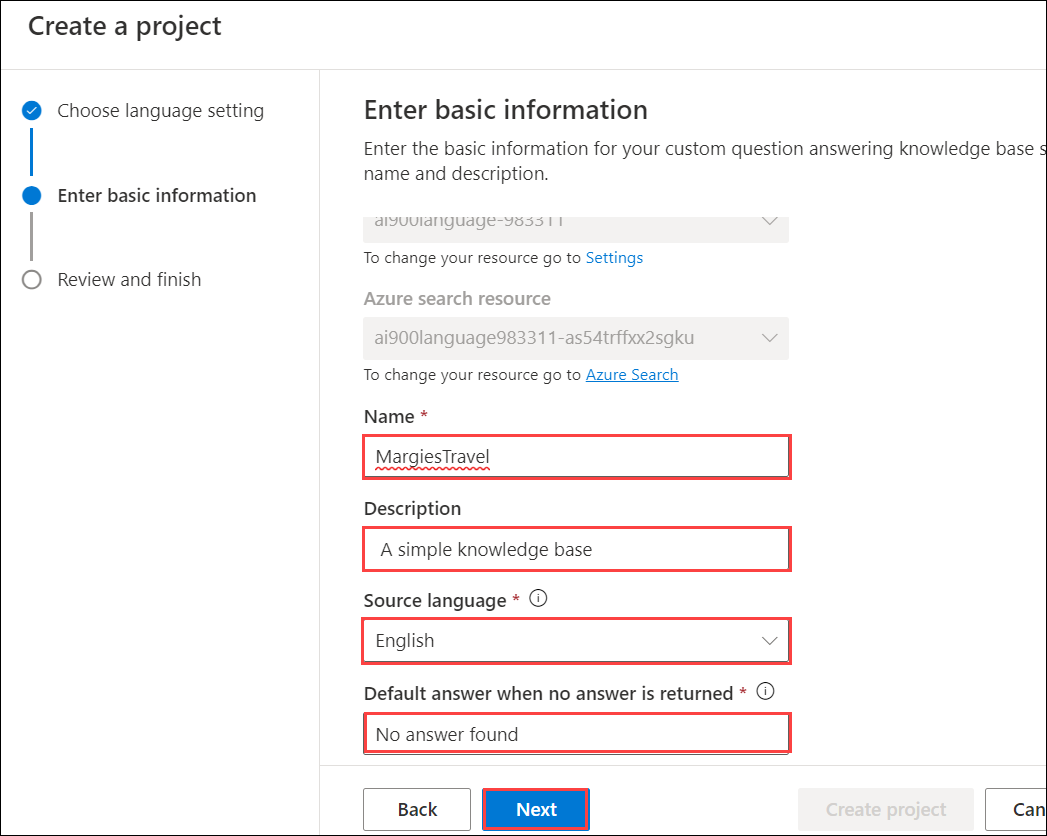 Create a project
Choose language setting
Enter basic information
Review and finish
Enter basic information
Enter the basic information for your custom question answering knowledge base s
name and description.
ai900language-983311
To change your resource go to Settings
Azure search resource
ai900language983311-as54trffxx2sgku
To change your resource go to Azure Search
Name *
MargiesTravel
Description
A simple knowledge base
Source language *
English
Default answer when no answer is returned *
No answer found
Back
Next
Create project
Can